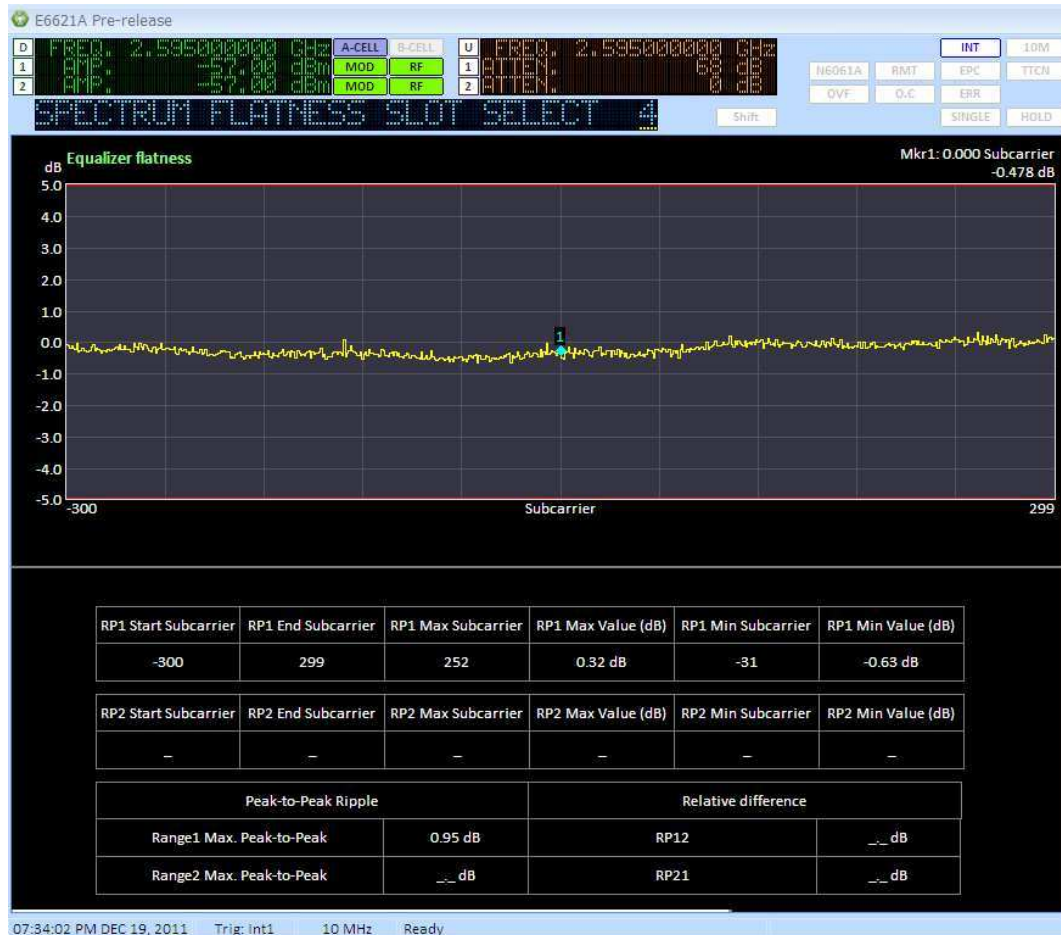 E6621A Pre-release
D FREQ: 2.595000000 GHz A-CELL B-CELL U FREQ: 2.595000000 GHz INT 10M
1 AMP: -57.00 dBm MOD RF 1 ATTEN: dB N6061A RMT EPC TTCN
2 AMP: -57.00 dBm MOD RF 2 ATTEN: 0 dB OVF O.C ERR
SPECTRUM FLATNESS SLOT SELECT 4 Shift SINGLE HOLD
Equalizer flatness
Mkr1: 0.000 Subcarrier
-0.478 dB
dB
5.0
4.0
3.0
2.0
1.0
0.0
-1.0
-2.0
-3.0
-4.0
-5.0
1
-300 Subcarrier 299
RP1 Start Subcarrier RP1 End Subcarrier RP1 Max Subcarrier RP1 Max Value (dB) RP1 Min Subcarrier RP1 Min Value (dB)
-300 299 252 0.32 dB -31 -0.63 dB
RP2 Start Subcarrier RP2 End Subcarrier RP2 Max Subcarrier RP2 Max Value (dB) RP2 Min Subcarrier RP2 Min Value (dB)
_ _ _ _ _ _
Peak-to-Peak Ripple Relative difference
Range1 Max. Peak-to-Peak 0.95 dB RP12 _._ dB
Range2 Max. Peak-to-Peak _._ dB RP21 _._ dB
07:34:02 PM DEC 19, 2011 Trig: Int1 10 MHz Ready